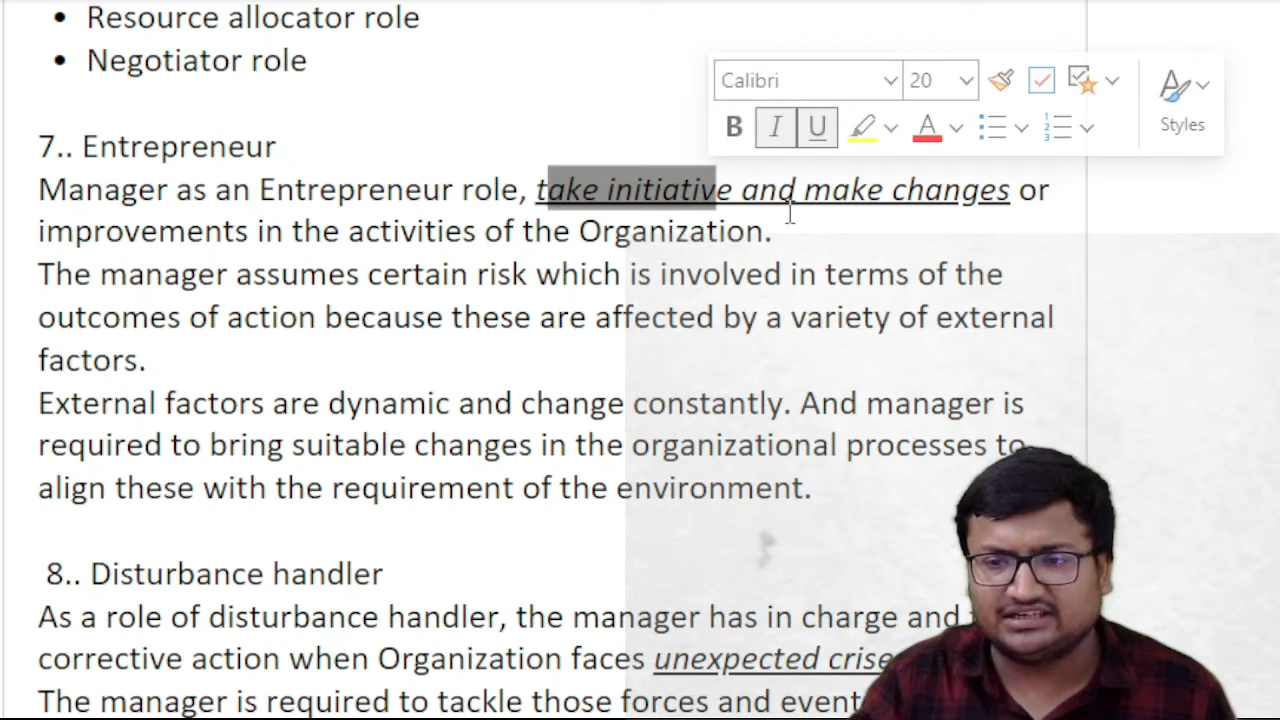 • Resource allocator role
• Negotiator role
Calibri
20
B I U A
Styles
7.. Entrepreneur
Manager as an Entrepreneur role, take initiative and make changes or
improvements in the activities of the Organization.
The manager assumes certain risk which is involved in terms of the
outcomes of action because these are affected by a variety of external
factors.
External factors are dynamic and change constantly. And manager is
required to bring suitable changes in the organizational processes to
align these with the requirement of the environment.
8.. Disturbance handler
As a role of disturbance handler, the manager has in charge and
corrective action when Organization faces unexpected
The manager is required to tackle those forces and